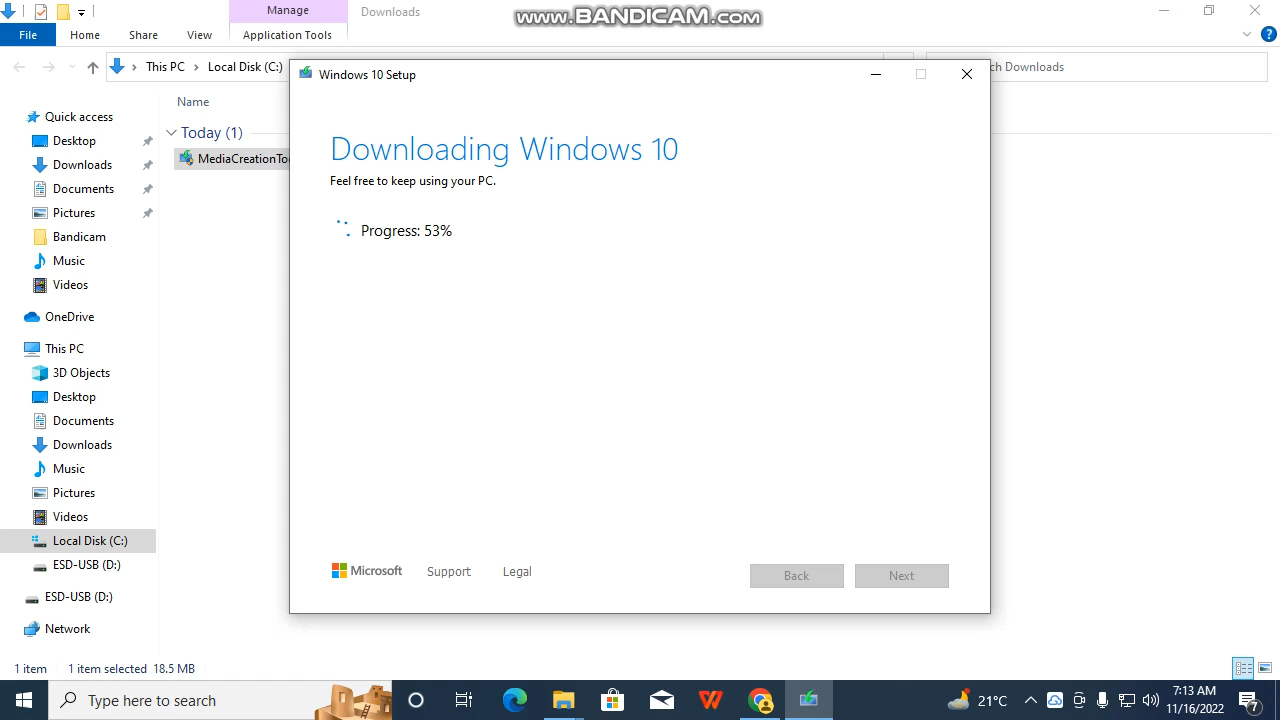 Manage
Downloads
www.BANDICAM.com
File
Home
Share
View
Application Tools
This PC
Local Disk (C:)
ch Downloads
Windows 10 Setup
Name
Quick access
Today (1)
Desktop
MediaCreationToo
Downloads
Documents
Pictures
Bandicam
Music
Videos
OneDrive
This PC
3D Objects
Desktop
Documents
Downloads
Music
Pictures
Videos
Local Disk (C:)
ESD-USB (D:)
ESD-USB (D:)
Network
Downloading Windows 10
Feel free to keep using your PC.
Progress: 53%
Microsoft
Support
Legal
Back
Next
1 item
1 item selected 18.5 MB
Type here to search
21°C
7:13 AM
11/16/2022
7